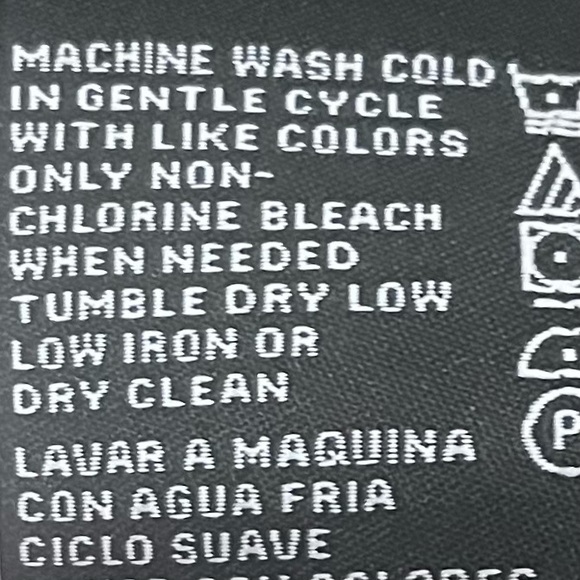 MACHINE WASH COLD
IN GENTLE CYCLE
WITH LIKE COLORS
ONLY NON-
CHLORINE BLEACH
WHEN NEEDED
TUMBLE DRY LOW
LOW IRON OR
DRY CLEAN
P
LAVAR A MAQUINA
CON AGUA FRIA
CICLO SUAVE